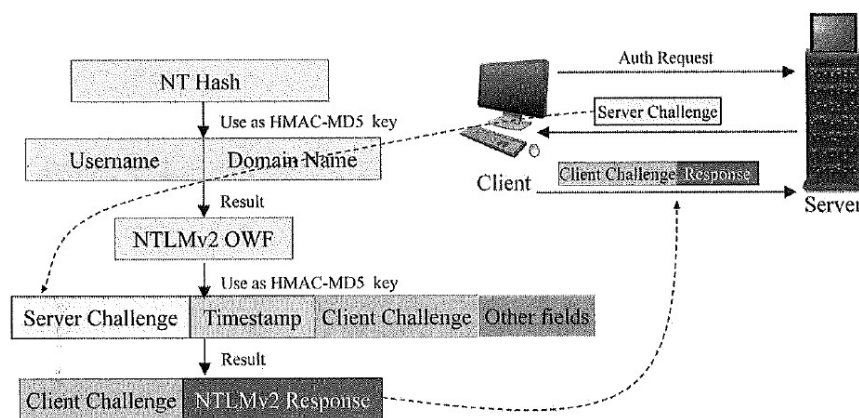 NT Hash
Use as HMAC-MD5 key
Username Domain Name
Result
NTLMv2 OWF
Use as HMAC-MD5 key
Server Challenge Timestamp Client Challenge Other fields
Result
Client Challenge NTLMv2 Response
Auth Request
Server Challenge
Client Challenge Response
Client
Server